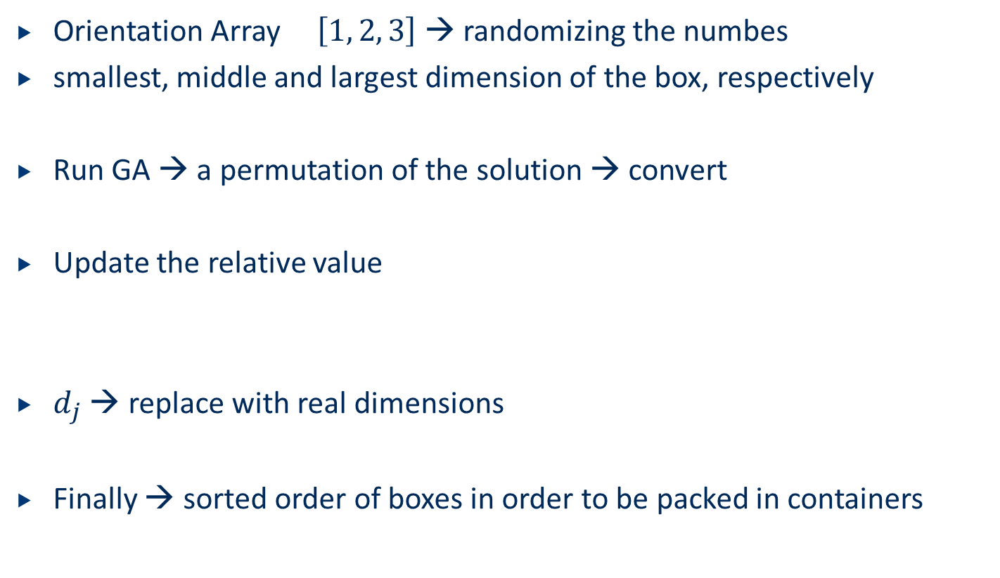 ▶ Orientation Array [1, 2, 3] → randomizing the numbes
▶ smallest, middle and largest dimension of the box, respectively
▶ Run GA → a permutation of the solution → convert
▶ Update the relative value
▶ d_j → replace with real dimensions
▶ Finally → sorted order of boxes in order to be packed in containers